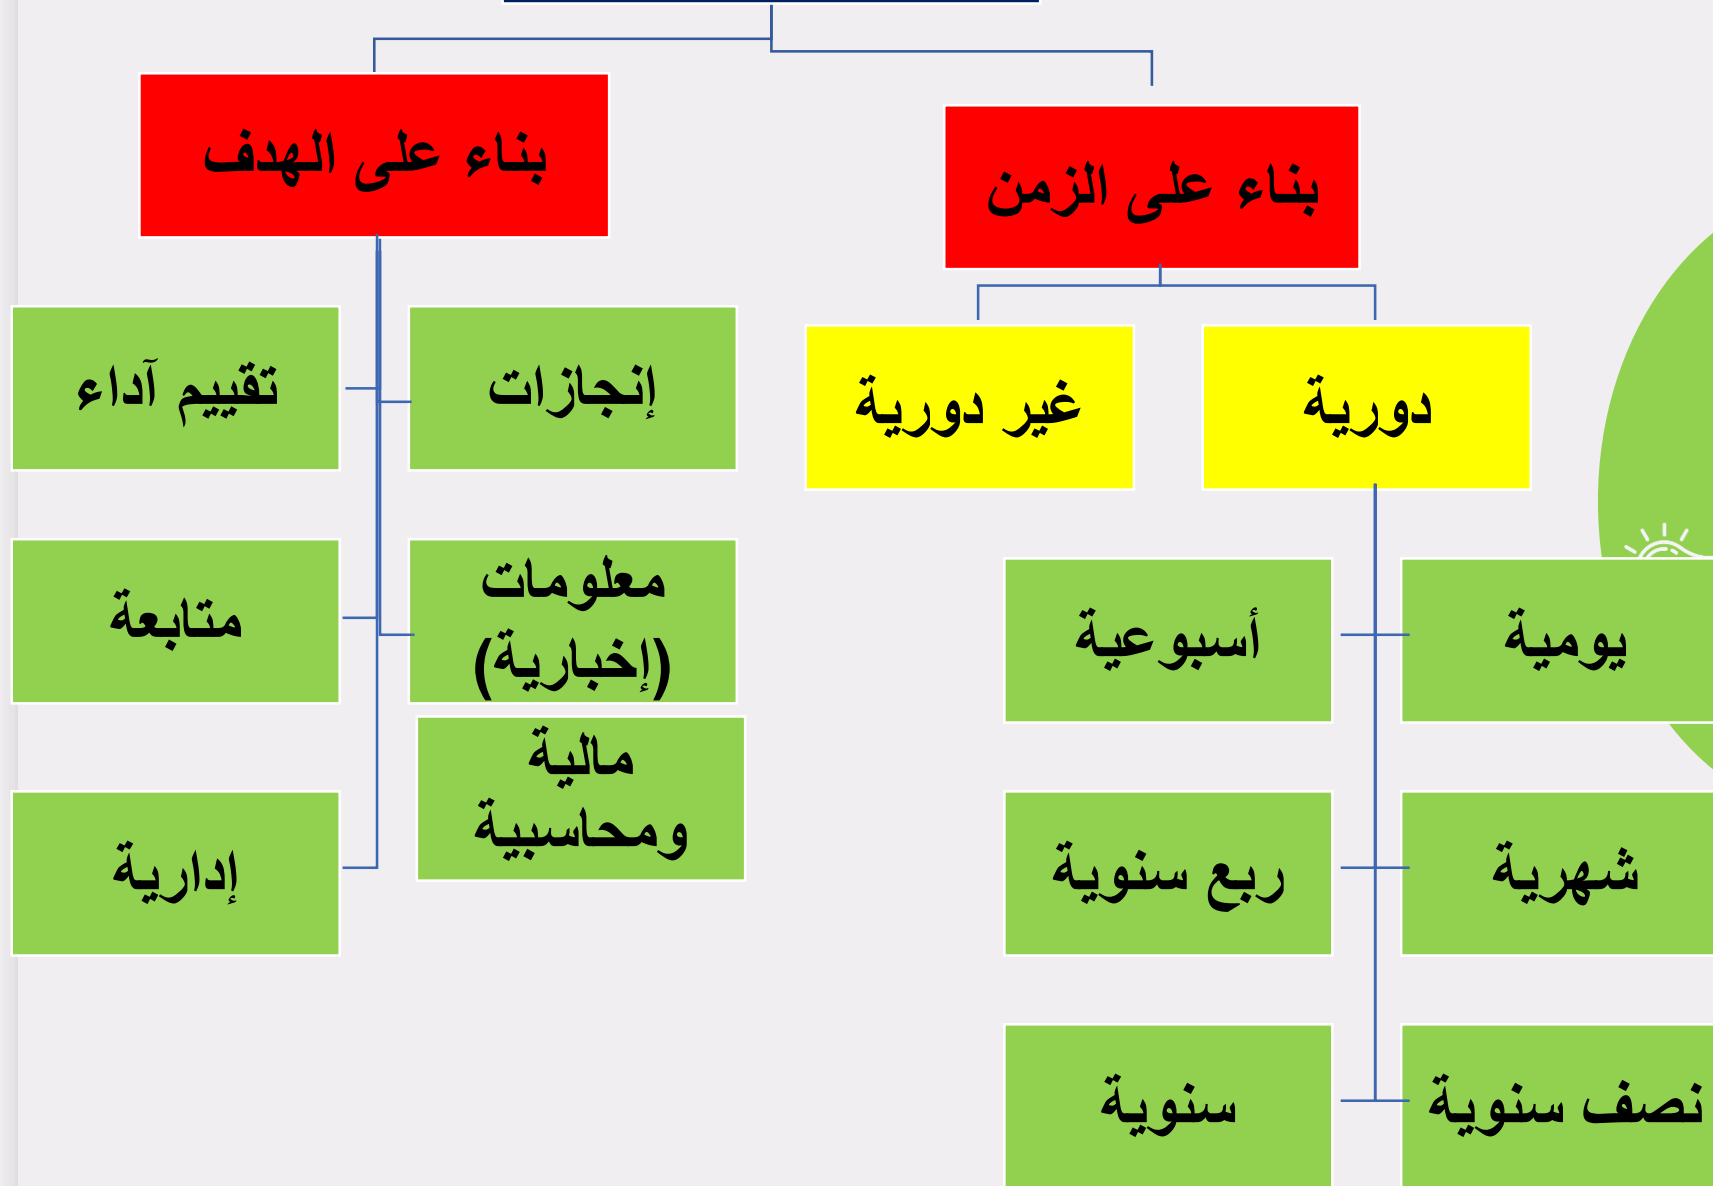 بناء على الزمن
بناء على الهدف
دورية
غير دورية
يومية
أسبوعية
شهرية
ربع سنوية
نصف سنوية
سنوية
إنجازات
تقييم آداء
معلومات
(إخبارية)
متابعة
مالية
ومحاسبية
إدارية